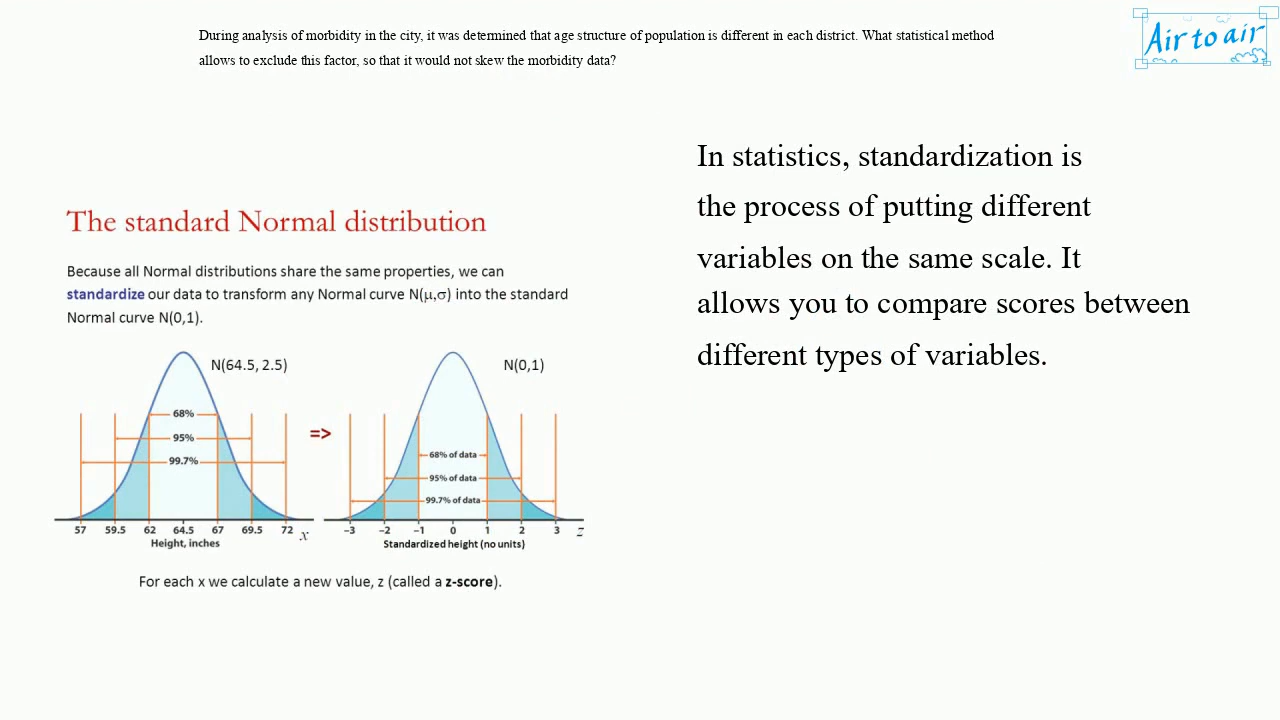 During analysis of morbidity in the city, it was determined that age structure of population is different in each district. What statistical method
allows to exclude this factor, so that it would not skew the morbidity data?
Air to air
In statistics, standardization is
the process of putting different
variables on the same scale. It
allows you to compare scores between
different types of variables.
The standard Normal distribution
Because all Normal distributions share the same properties, we can
standardize our data to transform any Normal curve N(μ,σ) into the standard
Normal curve N(0,1).
N(64.5, 2.5)
68%
95%
99.7%
57 59.5 62 64.5 67 69.5 72 x
Height, inches
=>
N(0,1)
68% of data
95% of data
99.7% of data
−3 −2 −1 0 1 2 3 z
Standardized height (no units)
For each x we calculate a new value, z (called a z-score).